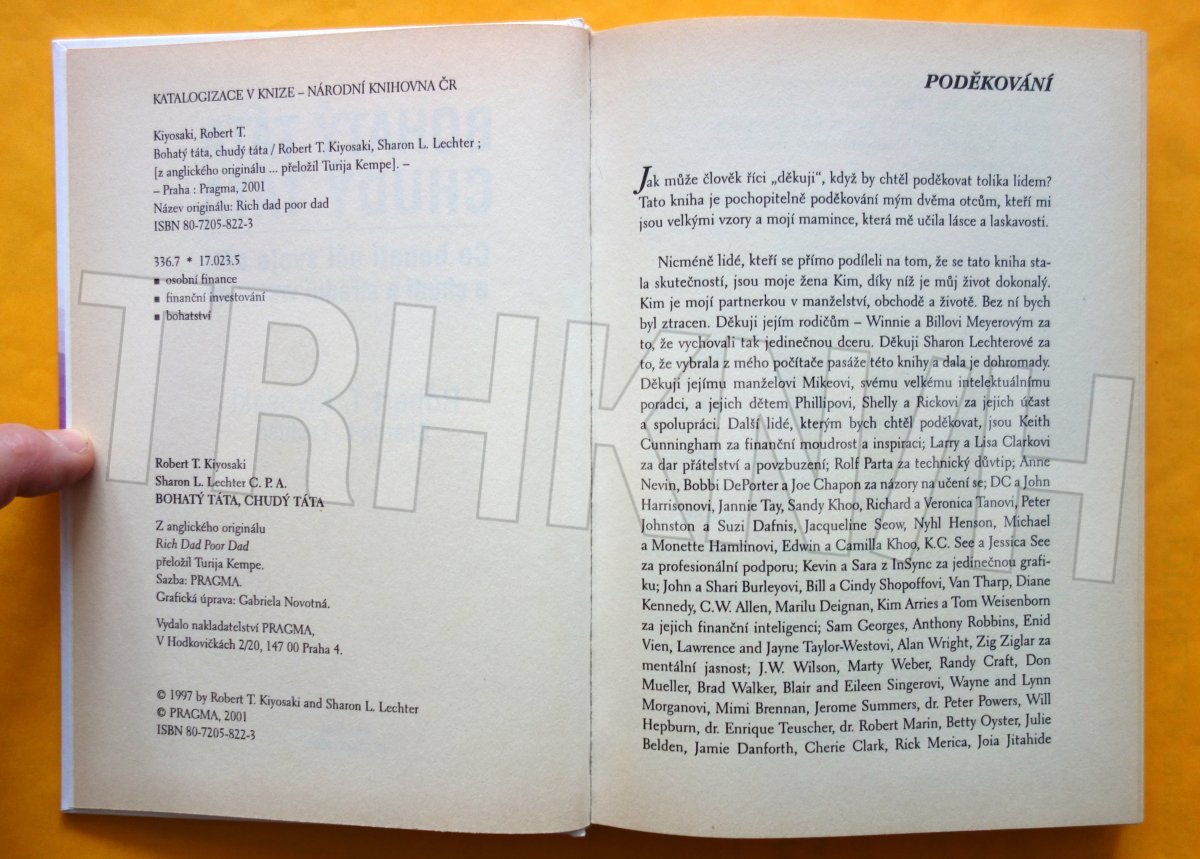 KATALOGIZACE V KNIZE – NÁRODNÍ KNIHOVNA ČR
Kiyosaki, Robert T.
Bohatý táta, chudý táta / Robert T. Kiyosaki, Sharon L. Lechter ;
[z anglického originálu ... přeložil Turija Kempe]. –
– Praha : Pragma, 2001
Název originálu: Rich dad poor dad
ISBN 80-7205-822-3
336.7 * 17.023.5
▪ osobní finance
▪ finanční investování
▪ bohatství
Robert T. Kiyosaki
Sharon L. Lechter C. P. A.
BOHATÝ TÁTA, CHUDÝ TÁTA
Z anglického originálu
Rich Dad Poor Dad
přeložil Turija Kempe.
Sazba: PRAGMA.
Grafická úprava: Gabriela Novotná.
Vydalo nakladatelství PRAGMA,
V Hodkovičkách 2/20, 147 00 Praha 4.
© 1997 by Robert T. Kiyosaki and Sharon L. Lechter
© PRAGMA, 2001
ISBN 80-7205-822-3
PODĚKOVÁNÍ
Jak může člověk říci „děkuji“, když by chtěl poděkovat tolika lidem?
Tato kniha je pochopitelně poděkování mým dvěma otcům, kteří mi
jsou velkými vzory a mojí mamince, která mě učila lásce a laskavosti.
Nicméně lidé, kteří se přímo podíleli na tom, že se tato kniha sta-
la skutečností, jsou moje žena Kim, díky níž je můj život dokonalý.
Kim je mojí partnerkou v manželství, obchodě a životě. Bez ní bych
byl ztracen. Děkuji jejím rodičům – Winnie a Billovi Meyerovým za
to, že vychovali tak jedinečnou dceru. Děkuji Sharon Lechterové za
to, že vybrala z mého počítače pasáže této knihy a dala je dohromady.
Děkuji jejímu manželovi Mikeovi, svému velkému intelektuálnímu
poradci, a jejich dětem Phillipovi, Shelly a Rickovi za jejich účast
a spolupráci. Další lidé, kterým bych chtěl poděkovat, jsou Keith
Cunningham za finanční moudrost a inspiraci; Larry a Lisa Clarkovi
za dar přátelství a povzbuzení; Rolf Parta za technický důvtip; Anne
Nevin, Bobbi DePorter a Joe Chapon za názory na učení se; DC a John
Harrisonovi, Jannie Tay, Sandy Khoo, Richard a Veronica Tanovi, Peter
Johnston a Suzi Dafnis, Jacqueline Seow, Nyhl Henson, Michael
a Monette Hamlinovi, Edwin a Camilla Khoo, K.C. See a Jessica See
za profesionální podporu; Kevin a Sara z InSync za jedinečnou grafi-
ku; John a Shari Burleyovi, Bill a Cindy Shopoffovi, Van Tharp, Diane
Kennedy, C.W. Allen, Marilu Deignan, Kim Arries a Tom Weisenborn
za jejich finanční inteligenci; Sam Georges, Anthony Robbins, Enid
Vien, Lawrence and Jayne Taylor-Westovi, Alan Wright, Zig Ziglar za
mentální jasnost; J.W. Wilson, Marty Weber, Randy Craft, Don
Mueller, Brad Walker, Blair and Eileen Singerovi, Wayne and Lynn
Morganovi, Mimi Brennan, Jerome Summers, dr. Peter Powers, Will
Hepburn, dr. Enrique Teuscher, dr. Robert Marin, Betty Oyster, Julie
Belden, Jamie Danforth, Cherie Clark, Rick Merica, Joia Jitahide
TRHKNIH